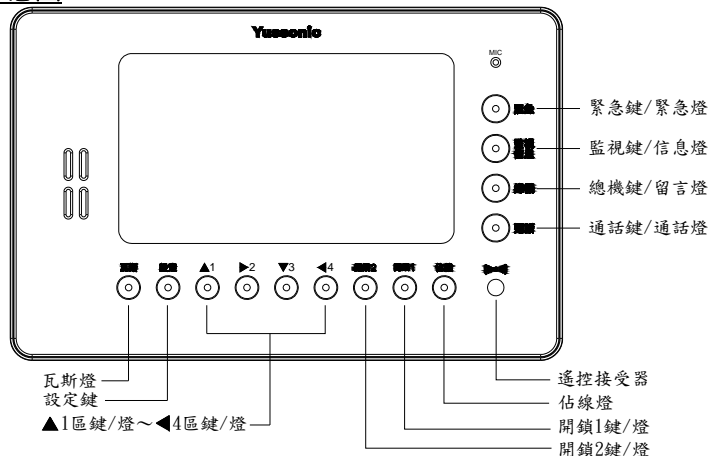 Yussonic
MIC
緊急鍵/緊急燈
監視鍵/信息燈
總機鍵/留言燈
通話鍵/通話燈
▲1
▶2
▼3
◀4
瓦斯燈
設定鍵
▲1區鍵/燈～◀4區鍵/燈
遙控接受器
佔線燈
開鎖1鍵/燈
開鎖2鍵/燈